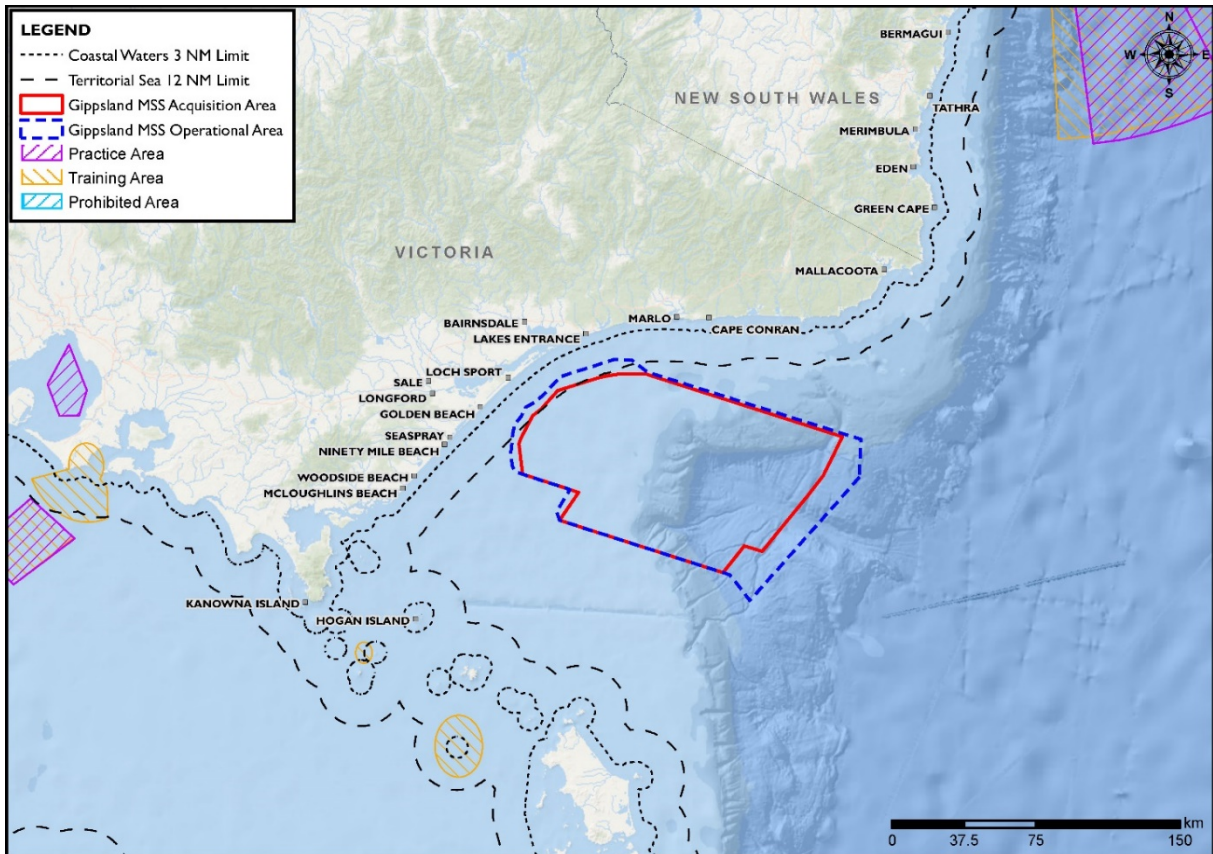 LEGEND
Coastal Waters 3 NM Limit
Territorial Sea 12 NM Limit
Gippsland MSS Acquisition Area
Gippsland MSS Operational Area
Practice Area
Training Area
Prohibited Area
N
W E
S
BERMAGUI
NEW SOUTH WALES
TATHRA
MERIMBULA
EDEN
GREEN CAPE
VICTORIA
MALLACOOTA
BAIRNSDALE
MARLO
CAPE CONRAN
LAKES ENTRANCE
LOCH SPORT
SALE
LONGFORD
GOLDEN BEACH
SEASPRAY
NINETY MILE BEACH
WOODSIDE BEACH
MCLOUGHLINS BEACH
KANOWNA ISLAND
HOGAN ISLAND
km
0 37.5 75 150